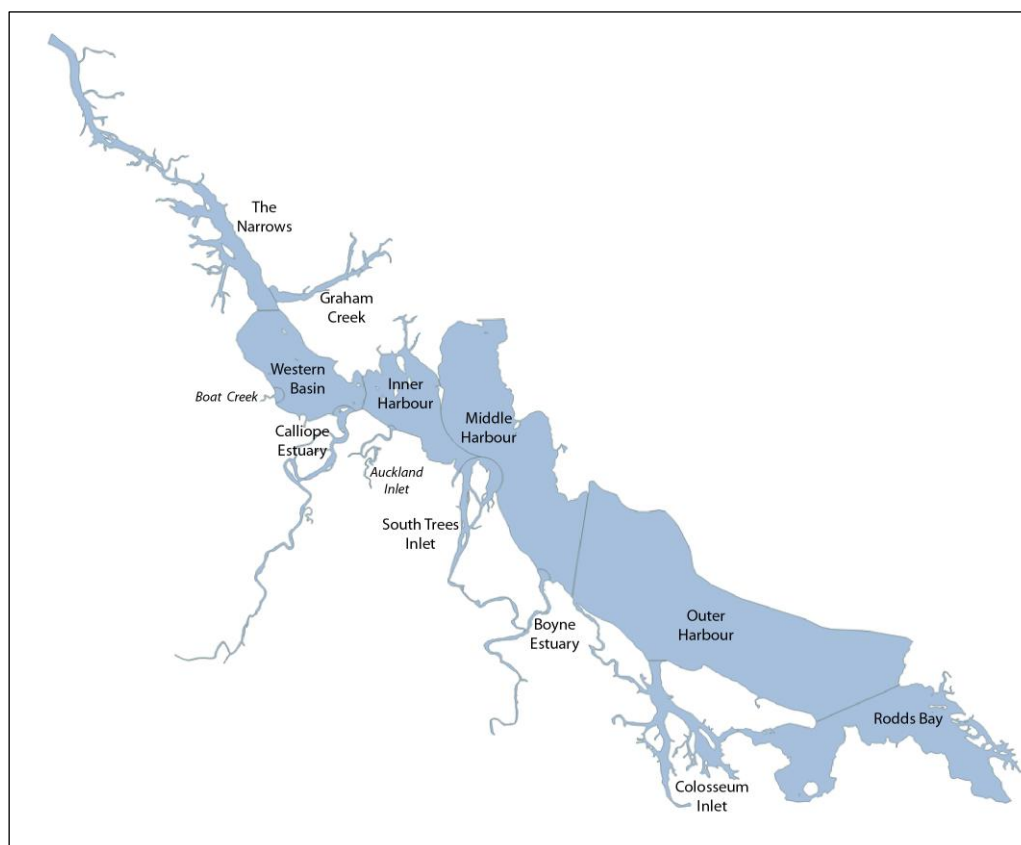 The
Narrows
Graham
Creek
Western
Basin
Boat Creek
Inner
Harbour
Middle
Harbour
Calliope
Estuary
Auckland
Inlet
South Trees
Inlet
Boyne
Estuary
Outer
Harbour
Rodds Bay
Colosseum
Inlet